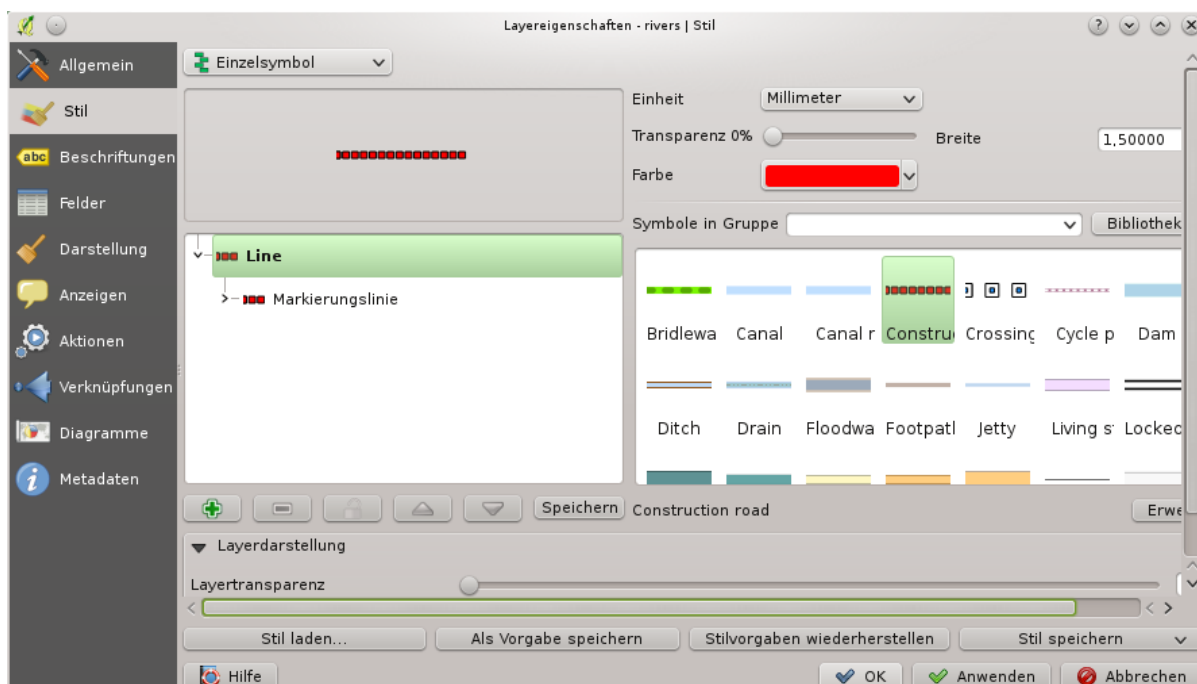 Layereigenschaften - rivers | Stil
Allgemein
Stil
abc Beschriftungen
Felder
Darstellung
Anzeigen
Aktionen
Verknüpfungen
Diagramme
Metadaten
Einzelsymbol
Einheit Millimeter
Transparenz 0% Breite 1,50000
Farbe
Symbole in Gruppe Bibliothek
Line
Markierungslinie
Bridlewa Canal Canal r Constru Crossing Cycle p Dam
Ditch Drain Floodwa Footpatl Jetty Living s Locked
Speichern Construction road Erwe
Layerdarstellung
Layertransparenz
Stil laden... Als Vorgabe speichern Stilvorgaben wiederherstellen Stil speichern
Hilfe OK Anwenden Abbrechen